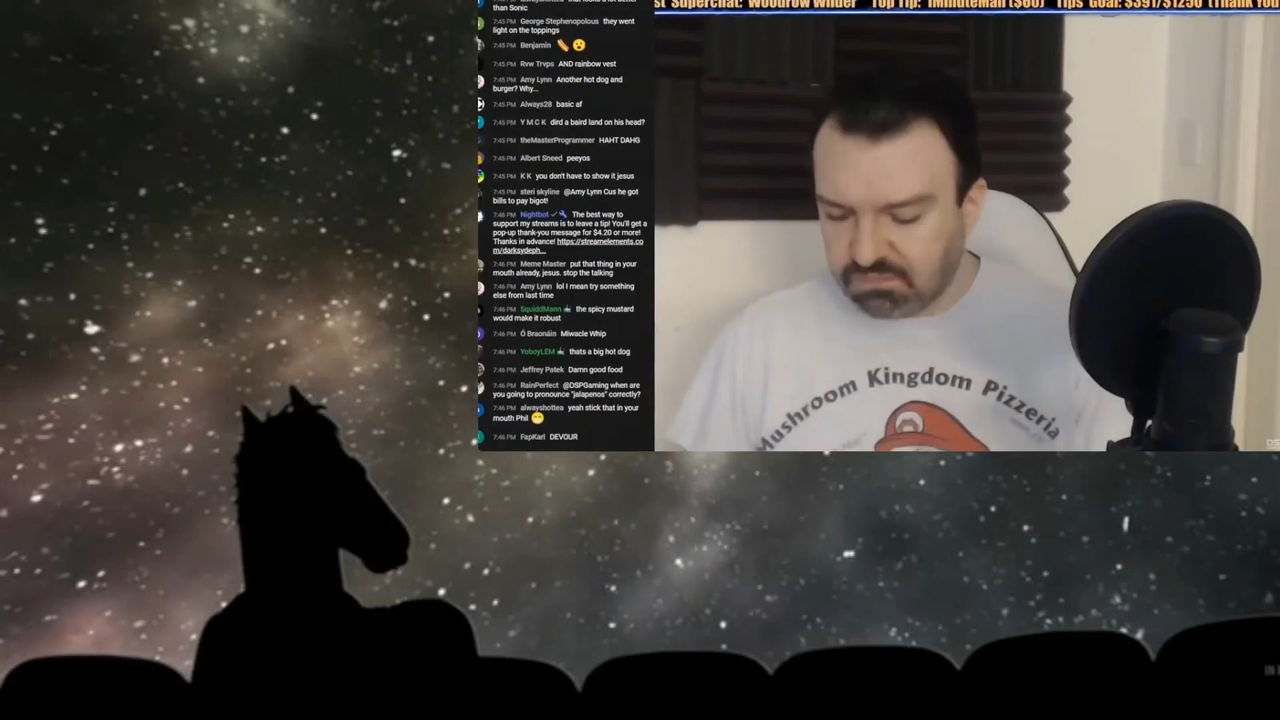 than Sonic
7:45 PM George Stephenopolous they went
light on the toppings
7:45 PM Benjamin 🌭 😮
7:45 PM Rvw Trvps AND rainbow vest
7:45 PM Amy Lynn Another hot dog and
burger? Why...
7:45 PM Always28 basic af
7:45 PM Y M C K dird a baird land on his head?
7:45 PM theMasterProgrammer HAHT DAHG
7:45 PM Albert Sneed peeyos
7:45 PM K K you don't have to show it jesus
7:45 PM steri skyline @Amy Lynn Cus he got
bills to pay bigot!
7:46 PM Nightbot The best way to
support my streams is to leave a tip! You'll get a
pop-up thank-you message for $4.20 or more!
Thanks in advance! https://streamelements.co
m/darksydeph...
7:46 PM Meme Master put that thing in your
mouth already, jesus. stop the talking
7:46 PM Amy Lynn lol I mean try something
else from last time
7:46 PM SquiddMann the spicy mustard
would make it robust
7:46 PM Ó Braonáin Miwacle Whip
7:46 PM YoboyLEM thats a big hot dog
7:46 PM Jeffrey Patek Damn good food
7:46 PM RainPerfect @DSPGaming when are
you going to pronounce "jalapenos" correctly?
7:46 PM alwayshottea yeah stick that in your
mouth Phil 😁
7:46 PM FapKarl DEVOUR
st Superchat: Woodrow Wilder Top Tip: 1MinuteMan ($60) Tips Goal: $391/$1250 (Thank You
Mushroom Kingdom Pizzeria